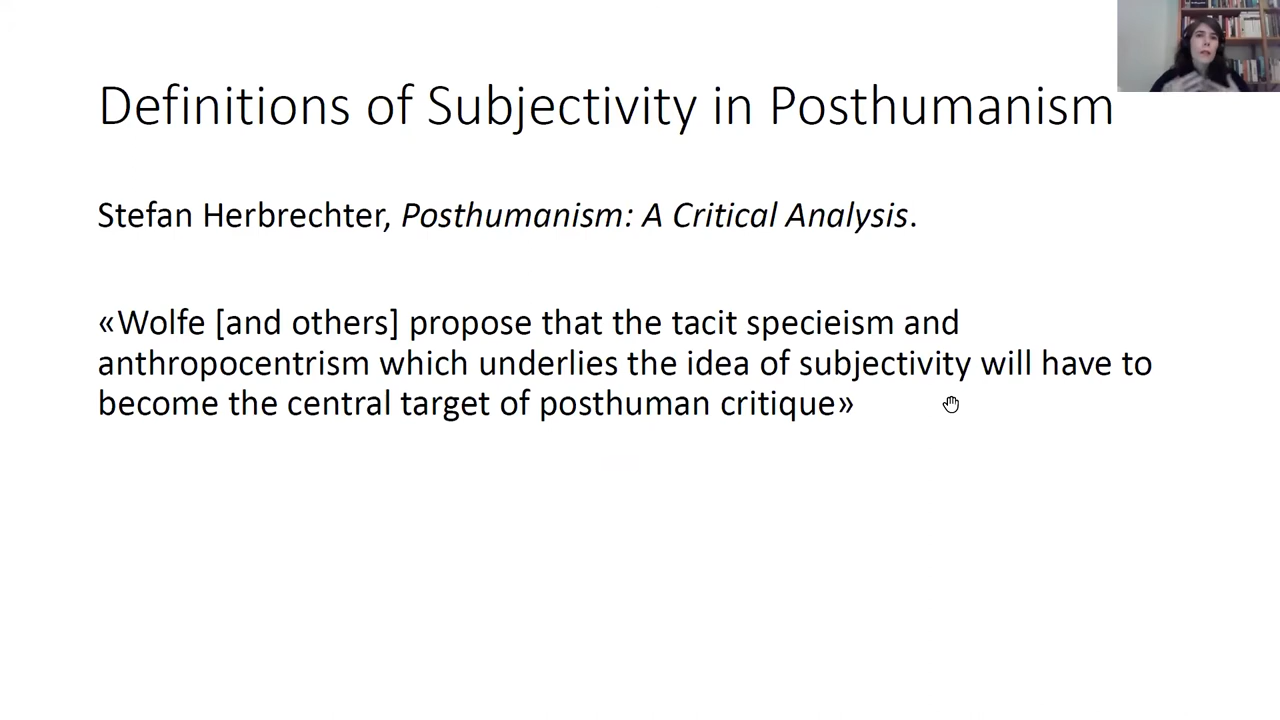 Definitions of Subjectivity in Posthumanism
Stefan Herbrechter, Posthumanism: A Critical Analysis.
«Wolfe [and others] propose that the tacit specieism and
anthropocentrism which underlies the idea of subjectivity will have to
become the central target of posthuman critique»